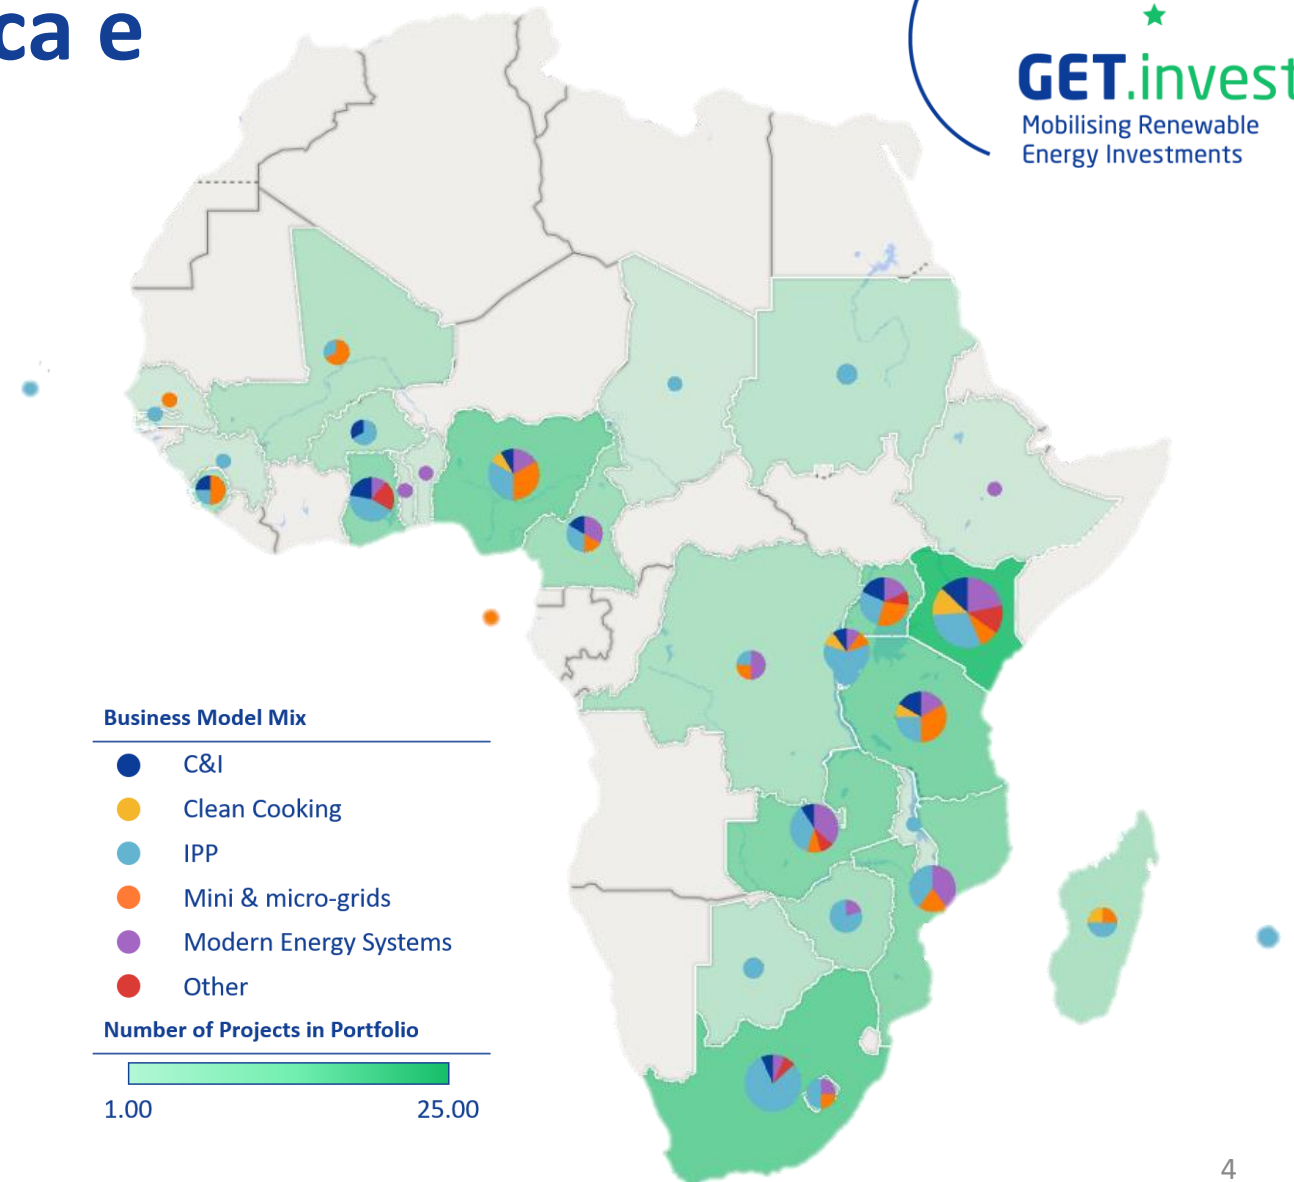 ca e
GET.invest
Mobilising Renewable
Energy Investments
Business Model Mix
C&I
Clean Cooking
IPP
Mini & micro-grids
Modern Energy Systems
Other
Number of Projects in Portfolio
1.00 25.00
4